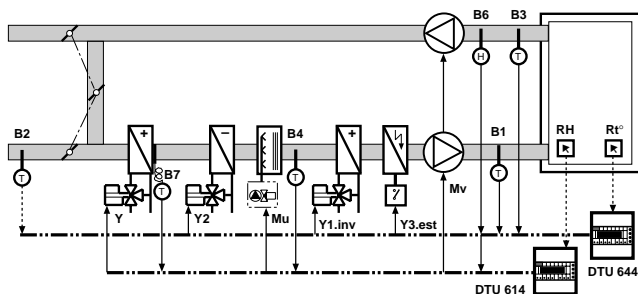 B6 B3
H T
B2
T
+
B7
T
−
B4
T
+
B1
T
RH Rt°
Mv
Y Y2 Mu Y1.inv Y3.est
DTU 644
DTU 614